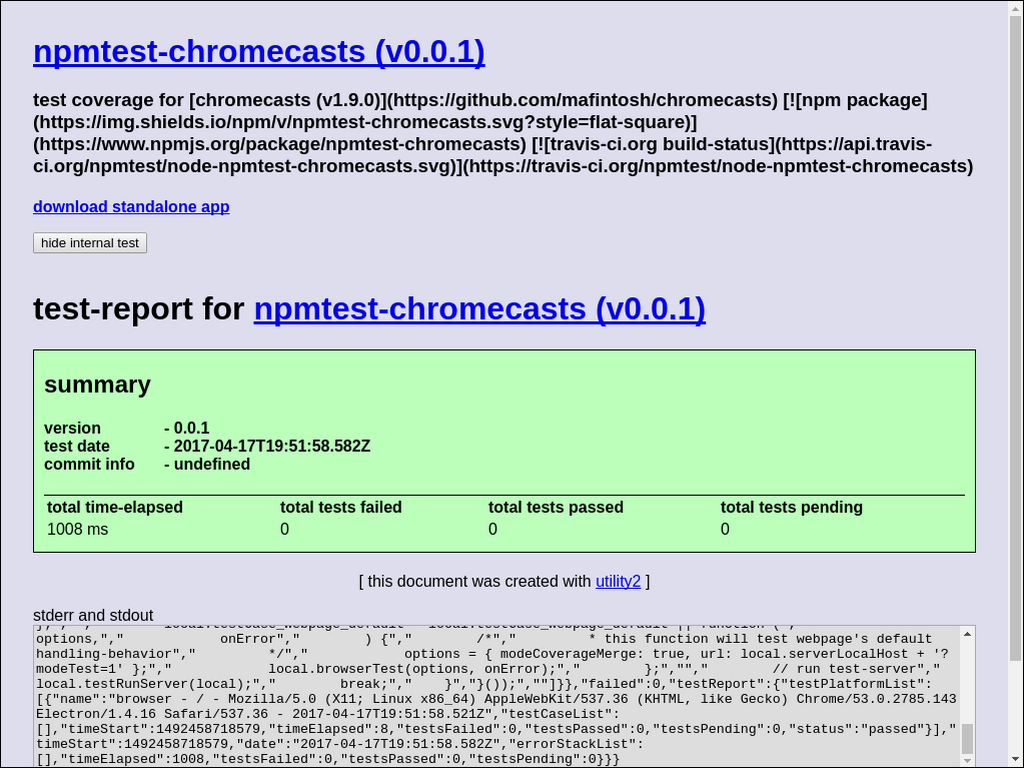 npmtest-chromecasts (v0.0.1)
test coverage for [chromecasts (v1.9.0)](https://github.com/mafintosh/chromecasts) [![npm package]
(https://img.shields.io/npm/v/npmtest-chromecasts.svg?style=flat-square)]
(https://www.npmjs.org/package/npmtest-chromecasts) [![travis-ci.org build-status](https://api.travis-
ci.org/npmtest/node-npmtest-chromecasts.svg)](https://travis-ci.org/npmtest/node-npmtest-chromecasts)
download standalone app
hide internal test
test-report for npmtest-chromecasts (v0.0.1)
summary
version - 0.0.1
test date - 2017-04-17T19:51:58.582Z
commit info - undefined
total time-elapsed total tests failed total tests passed total tests pending
1008 ms 0 0 0
[ this document was created with utility2 ]
stderr and stdout
options,"," onError"," ) {"," /*"," * this function will test webpage's default
handling-behavior"," */"," options = { modeCoverageMerge: true, url: local.serverLocalHost + '?
modeTest=1' };"," local.browserTest(options, onError);"," };",""," // run test-server","
local.testRunServer(local);"," break;"," }","}());",""]}},"failed":0,"testReport":{"testPlatformList":
[{"name":"browser - / - Mozilla/5.0 (X11; Linux x86_64) AppleWebKit/537.36 (KHTML, like Gecko) Chrome/53.0.2785.143
Electron/1.4.16 Safari/537.36 - 2017-04-17T19:51:58.521Z","testCaseList":
[],"timeStart":1492458718579,"timeElapsed":8,"testsFailed":0,"testsPassed":0,"testsPending":0,"status":"passed"}],"
timeStart":1492458718579,"date":"2017-04-17T19:51:58.582Z","errorStackList":
[],"timeElapsed":1008,"testsFailed":0,"testsPassed":0,"testsPending":0}}}